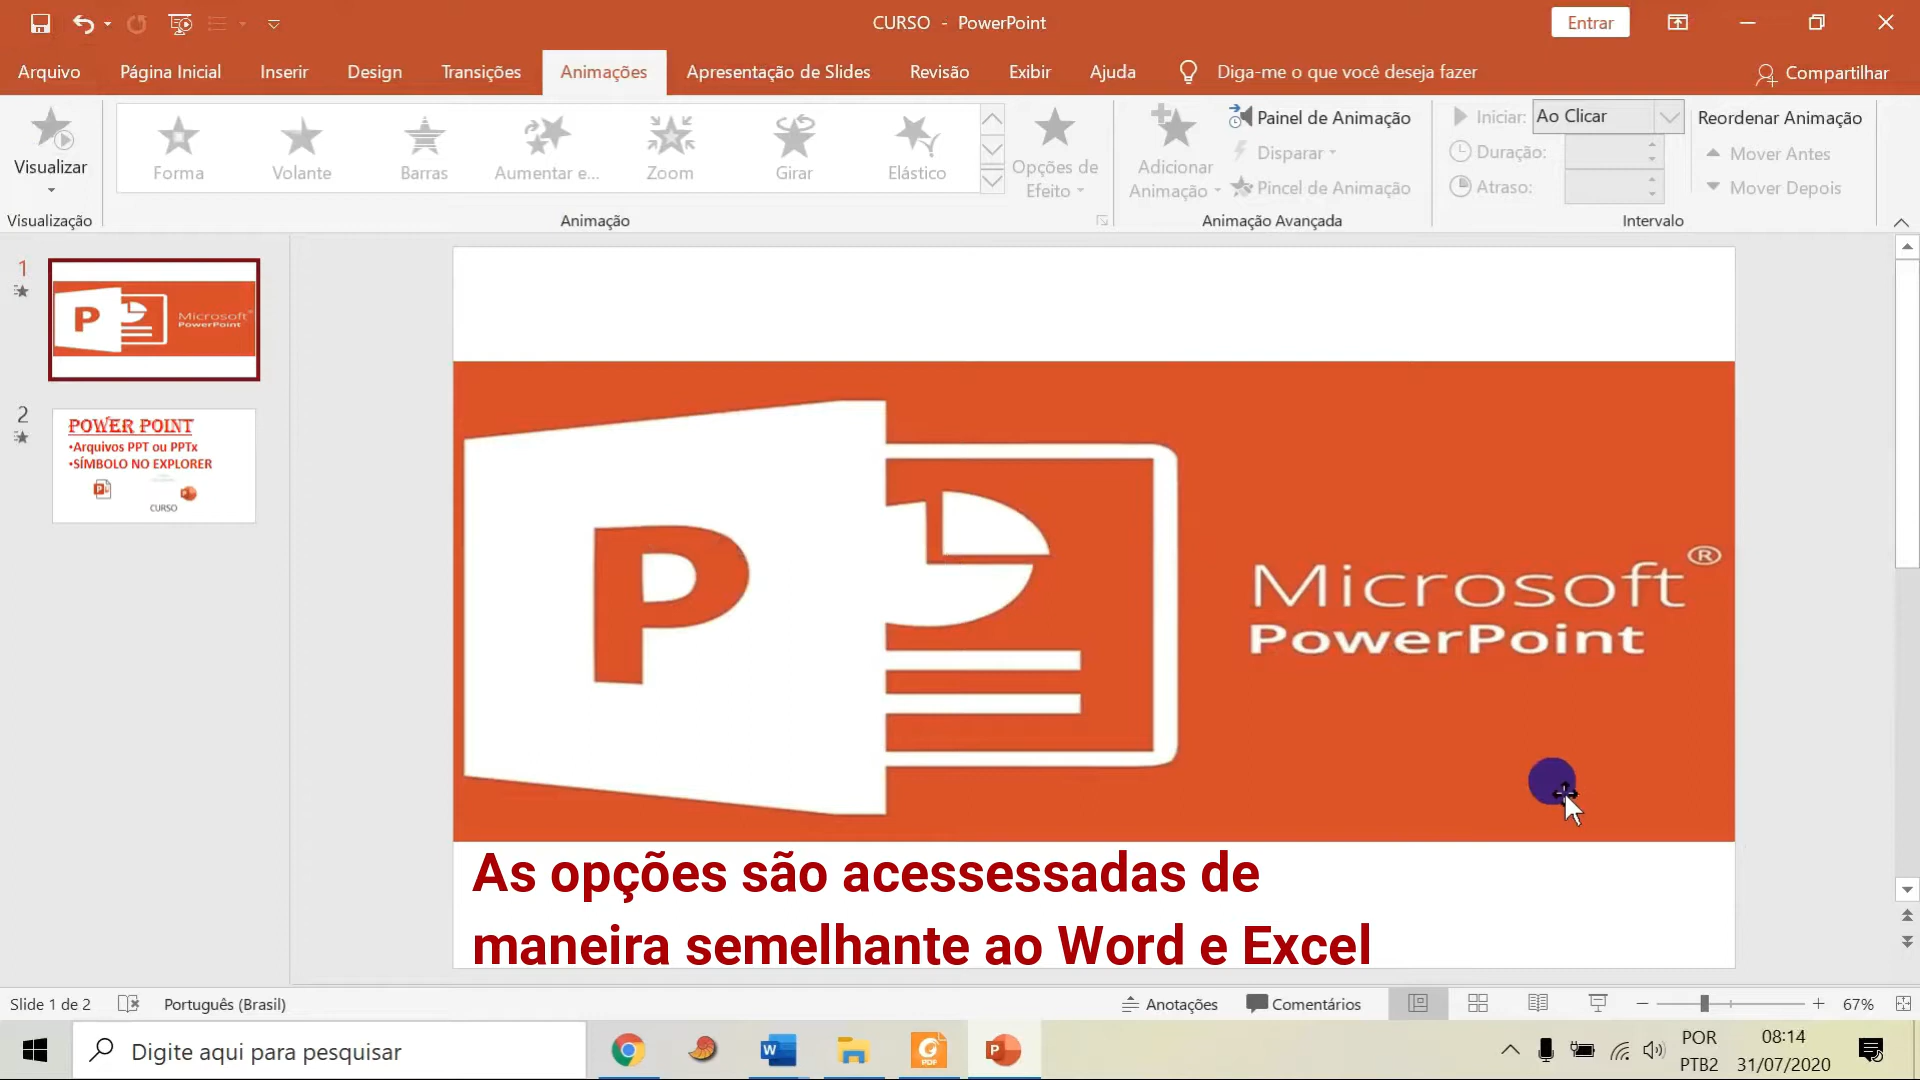 CURSO - PowerPoint
Entrar
Arquivo
Página Inicial
Inserir
Design
Transições
Animações
Apresentação de Slides
Revisão
Exibir
Ajuda
Diga-me o que você deseja fazer
Compartilhar
Visualizar
Visualização
Forma
Volante
Barras
Aumentar e...
Zoom
Girar
Elástico
Animação
Opções de
Efeito
Adicionar
Animação
Painel de Animação
Disparar
Pincel de Animação
Animação Avançada
Iniciar:
Ao Clicar
Duração:
Atraso:
Reordenar Animação
Mover Antes
Mover Depois
Intervalo
1
P
Microsoft
PowerPoint
2
POWER POINT
•Arquivos PPT ou PPTx
•SÍMBOLO NO EXPLORER
P
P
CURSO
P
Microsoft®
PowerPoint
As opções são acessessadas de
maneira semelhante ao Word e Excel
Slide 1 de 2
Português (Brasil)
Anotações
Comentários
67%
Digite aqui para pesquisar
W
G
PDF
P
POR
PTB2
08:14
31/07/2020